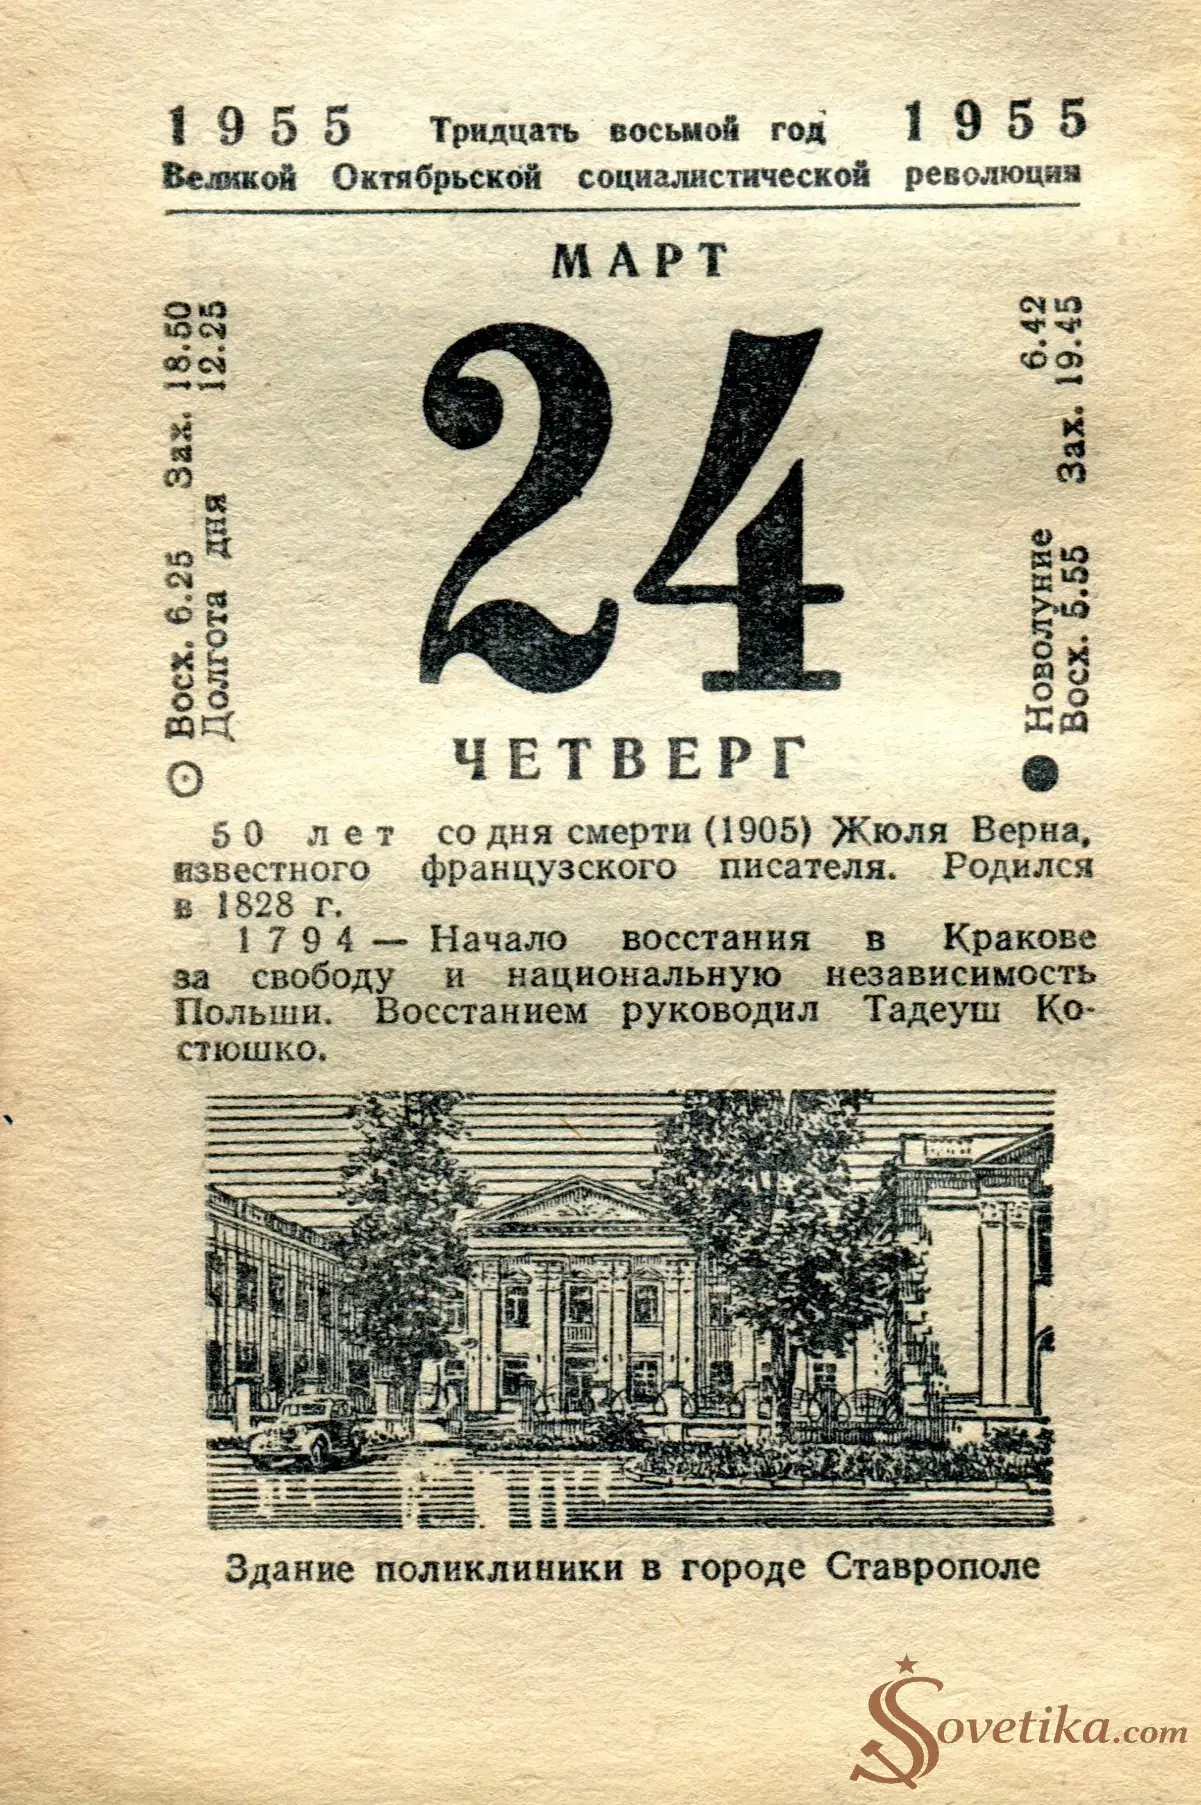 1955 Тридцать восьмой год 1955
Великой Октябрьской социалистической революции
МАРТ
Восх. 6.25 Зах. 18.50
Долгота дня 12.25
24
Новолуние 6.42
Восх. 5.55 Зах. 19.45
ЧЕТВЕРГ
50 лет со дня смерти (1905) Жюля Верна,
известного французского писателя. Родился
в 1828 г.
1794 — Начало восстания в Кракове
за свободу и национальную независимость
Польши. Восстанием руководил Тадеуш Ко-
стюшко.
Здание поликлиники в городе Ставрополе
Sovetika.com